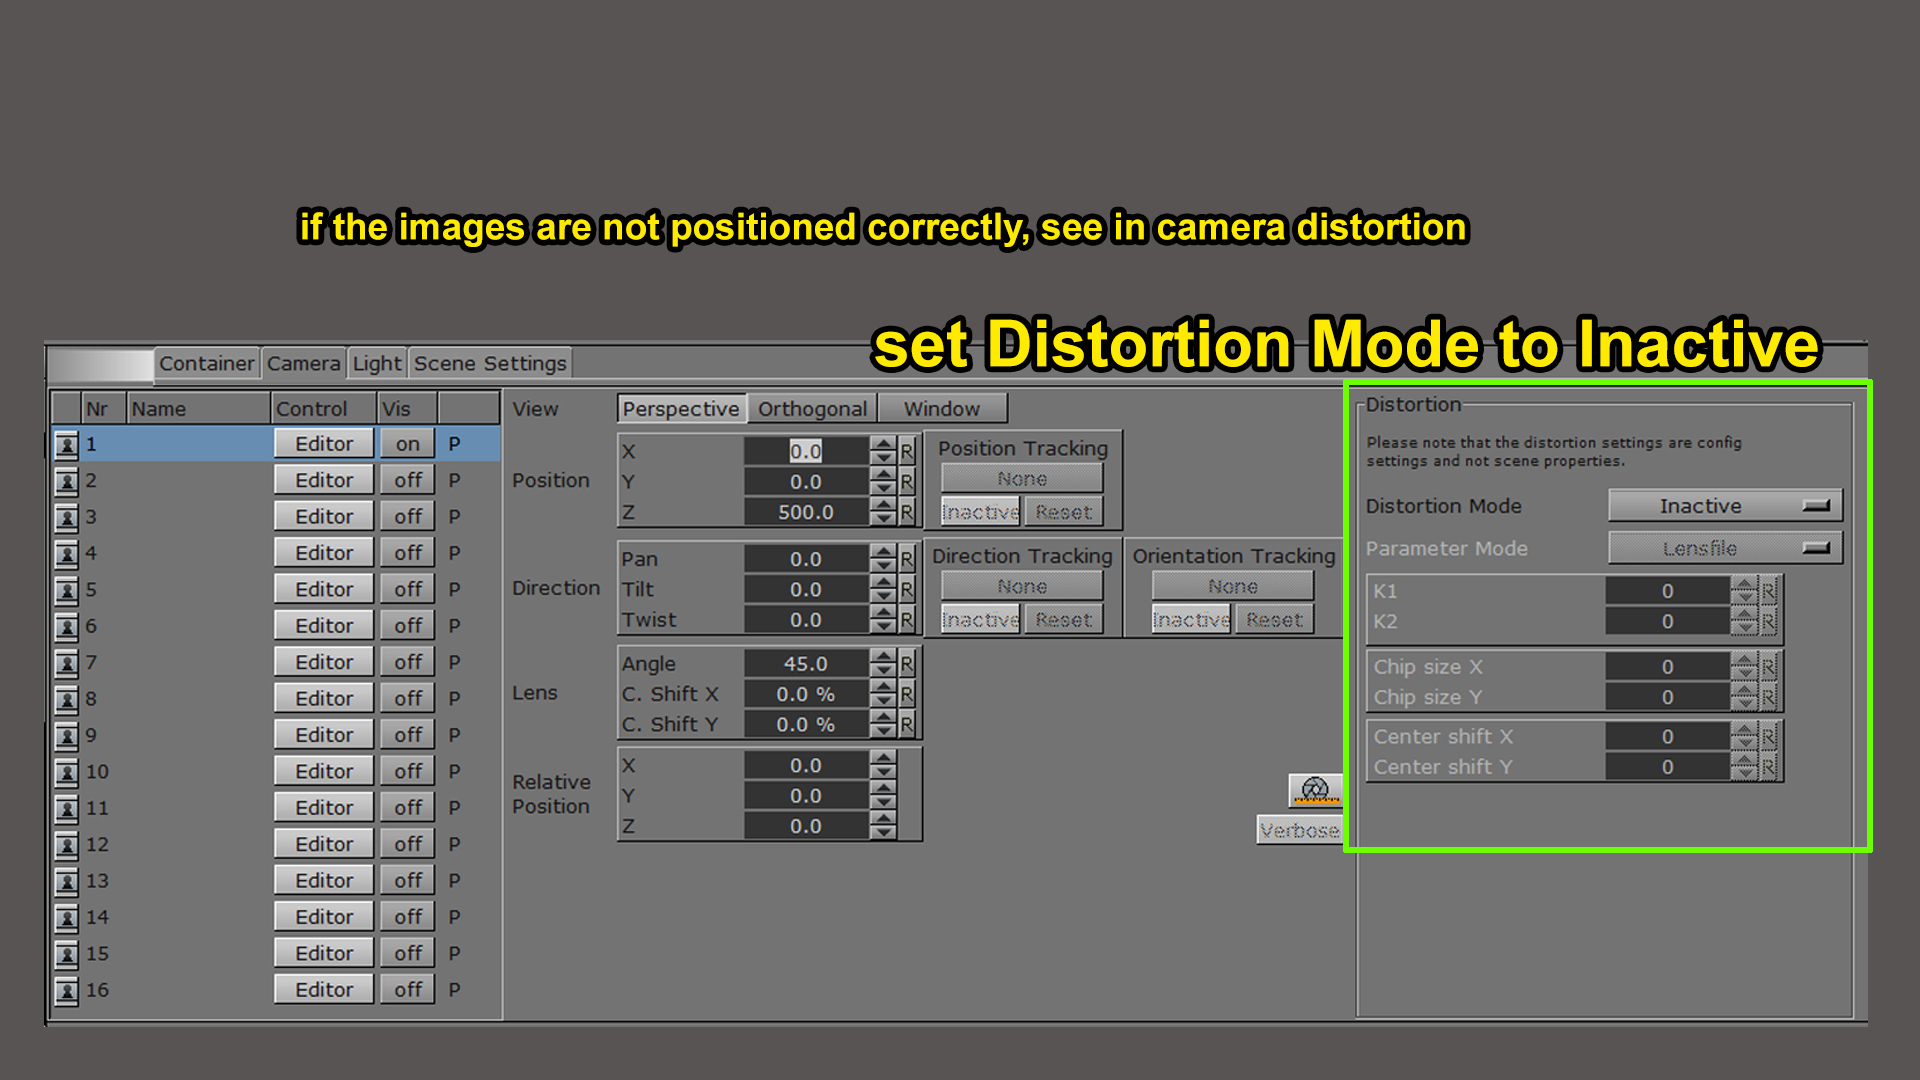 if the images are not positioned correctly, see in camera distortion
set Distortion Mode to Inactive
Container Camera Light Scene Settings
Nr Name Control Vis
1 Editor on P
2 Editor off P
3 Editor off P
4 Editor off P
5 Editor off P
6 Editor off P
7 Editor off P
8 Editor off P
9 Editor off P
10 Editor off P
11 Editor off P
12 Editor off P
13 Editor off P
14 Editor off P
15 Editor off P
16 Editor off P
View Perspective Orthogonal Window
Position
X 0.0 R
Y 0.0 R
Z 500.0 R
Position Tracking
None
Inactive Reset
Direction
Pan 0.0 R
Tilt 0.0 R
Twist 0.0 R
Direction Tracking
None
Inactive Reset
Orientation Tracking
None
Inactive Reset
Lens
Angle 45.0 R
C. Shift X 0.0 % R
C. Shift Y 0.0 % R
Relative
Position
X 0.0
Y 0.0
Z 0.0
Verbose
Distortion
Please note that the distortion settings are config
settings and not scene properties.
Distortion Mode Inactive
Parameter Mode Lensfile
K1 0 R
K2 0 R
Chip size X 0 R
Chip size Y 0 R
Center shift X 0 R
Center shift Y 0 R